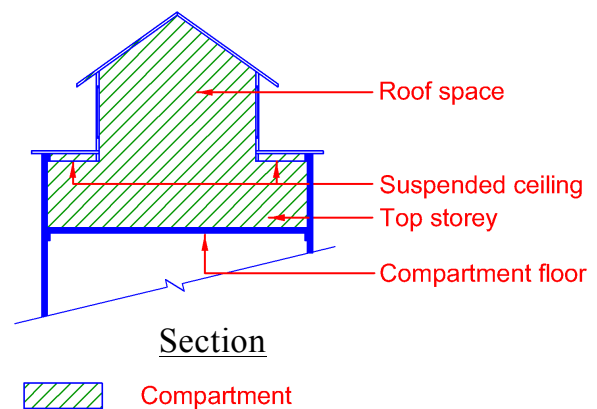 Roof space
Suspended ceiling
Top storey
Compartment floor
Section
Compartment